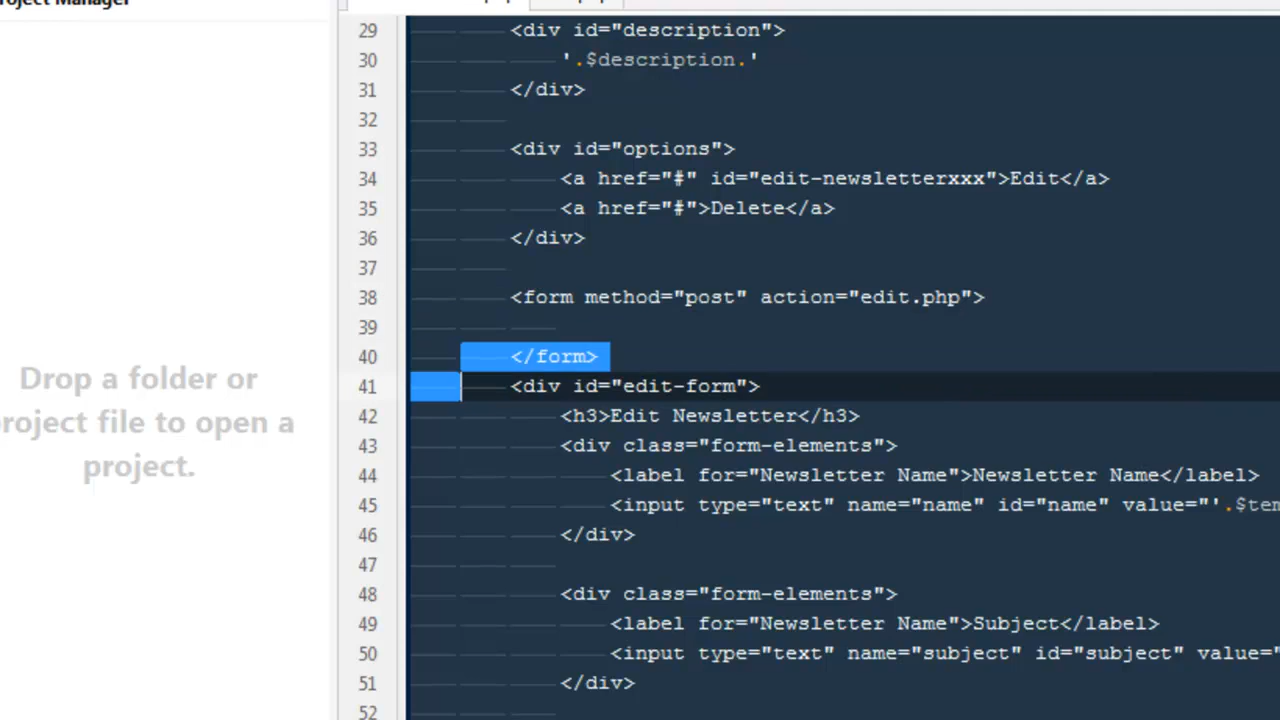 Project Manager
29 <div id="description">
30 '.$description.'
31 </div>
32
33 <div id="options">
34 <a href="#" id="edit-newsletterxxx">Edit</a>
35 <a href="#">Delete</a>
36 </div>
37
38 <form method="post" action="edit.php">
39
40 </form>
41 <div id="edit-form">
42 <h3>Edit Newsletter</h3>
43 <div class="form-elements">
44 <label for="Newsletter Name">Newsletter Name</label>
45 <input type="text" name="name" id="name" value="'.$tem
46 </div>
47
48 <div class="form-elements">
49 <label for="Newsletter Name">Subject</label>
50 <input type="text" name="subject" id="subject" value="
51 </div>
52
Drop a folder or
project file to open a
project.